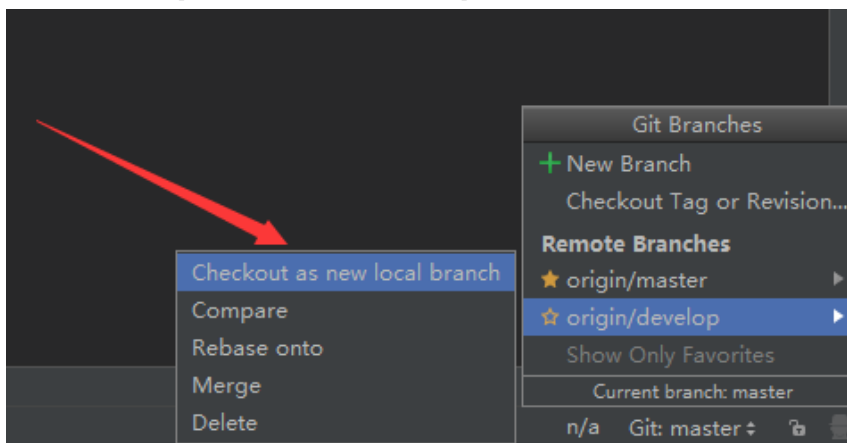 Git Branches
New Branch
Checkout Tag or Revision...
Remote Branches
origin/master
origin/develop
Show Only Favorites
Current branch: master
Checkout as new local branch
Compare
Rebase onto
Merge
Delete
n/a Git: master